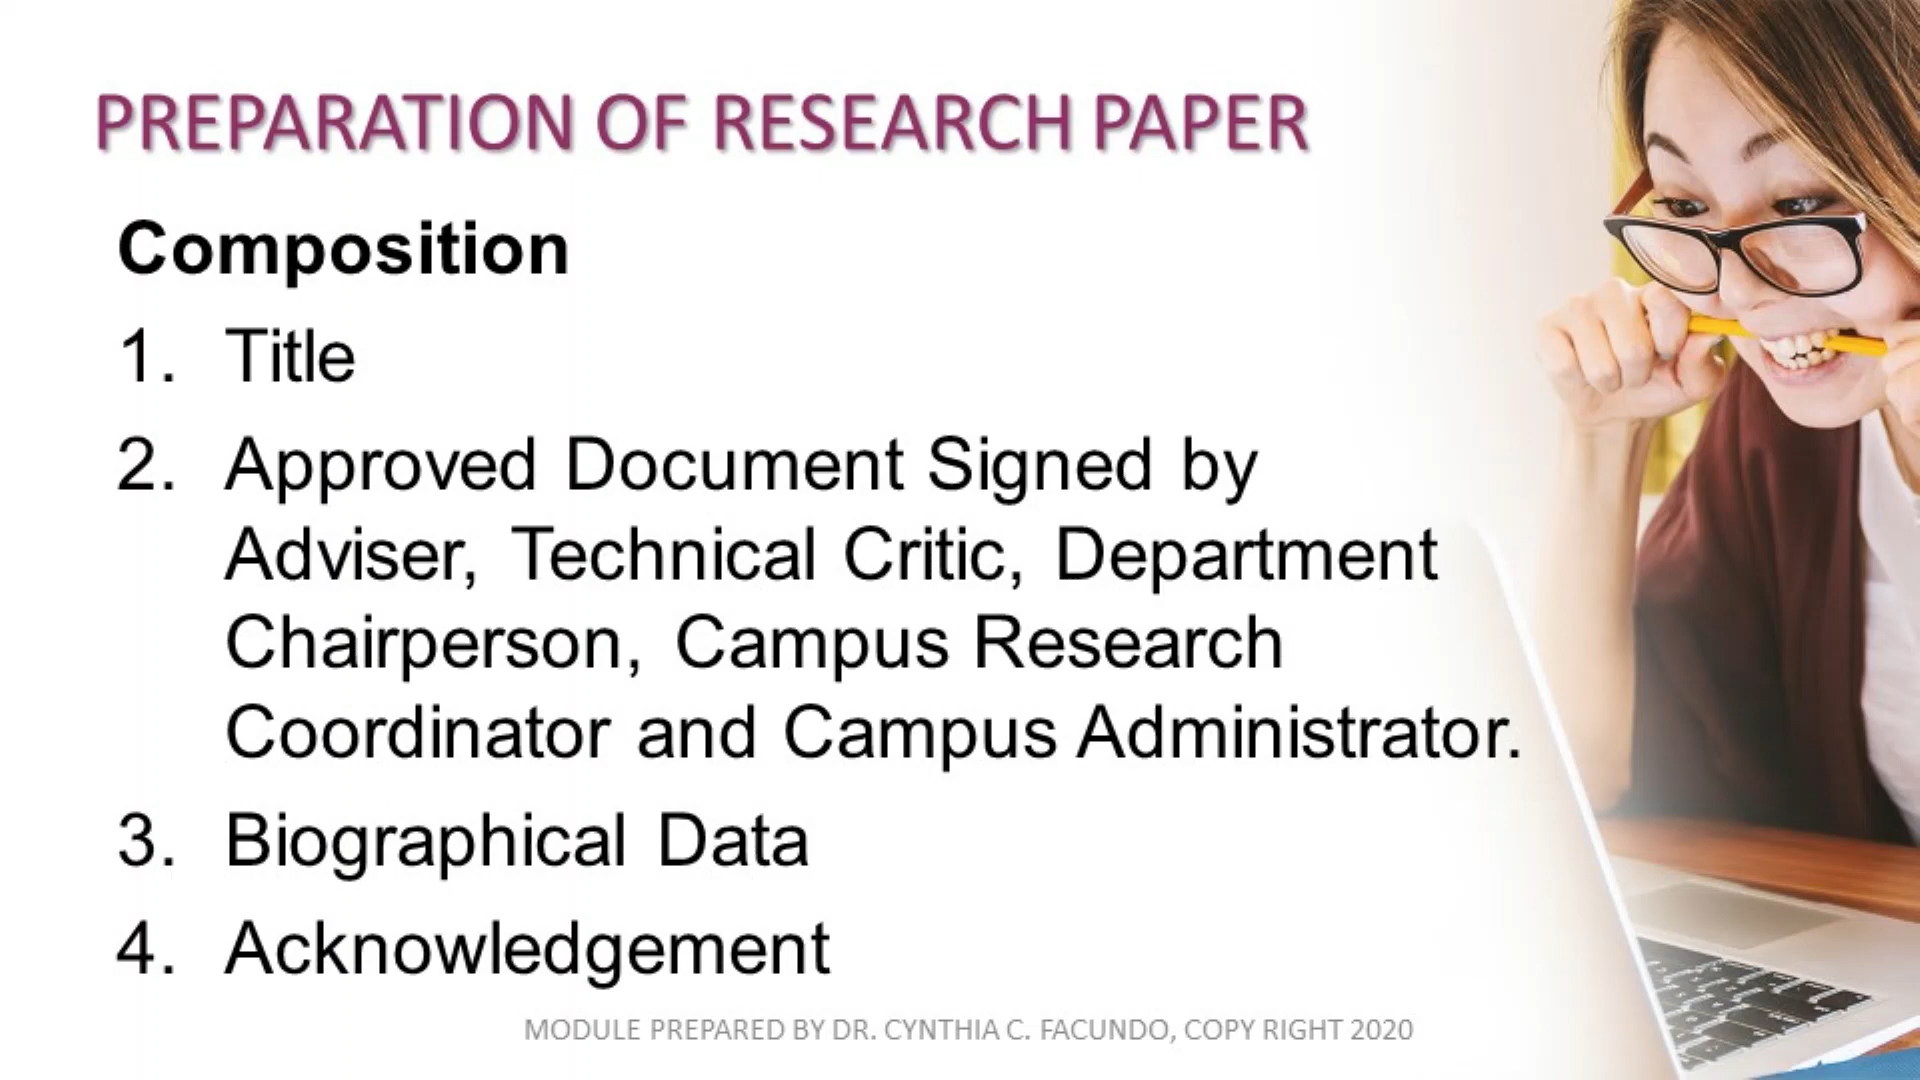 PREPARATION OF RESEARCH PAPER
Composition
1. Title
2. Approved Document Signed by
Adviser, Technical Critic, Department
Chairperson, Campus Research
Coordinator and Campus Administrator.
3. Biographical Data
4. Acknowledgement
MODULE PREPARED BY DR. CYNTHIA C. FACUNDO, COPY RIGHT 2020